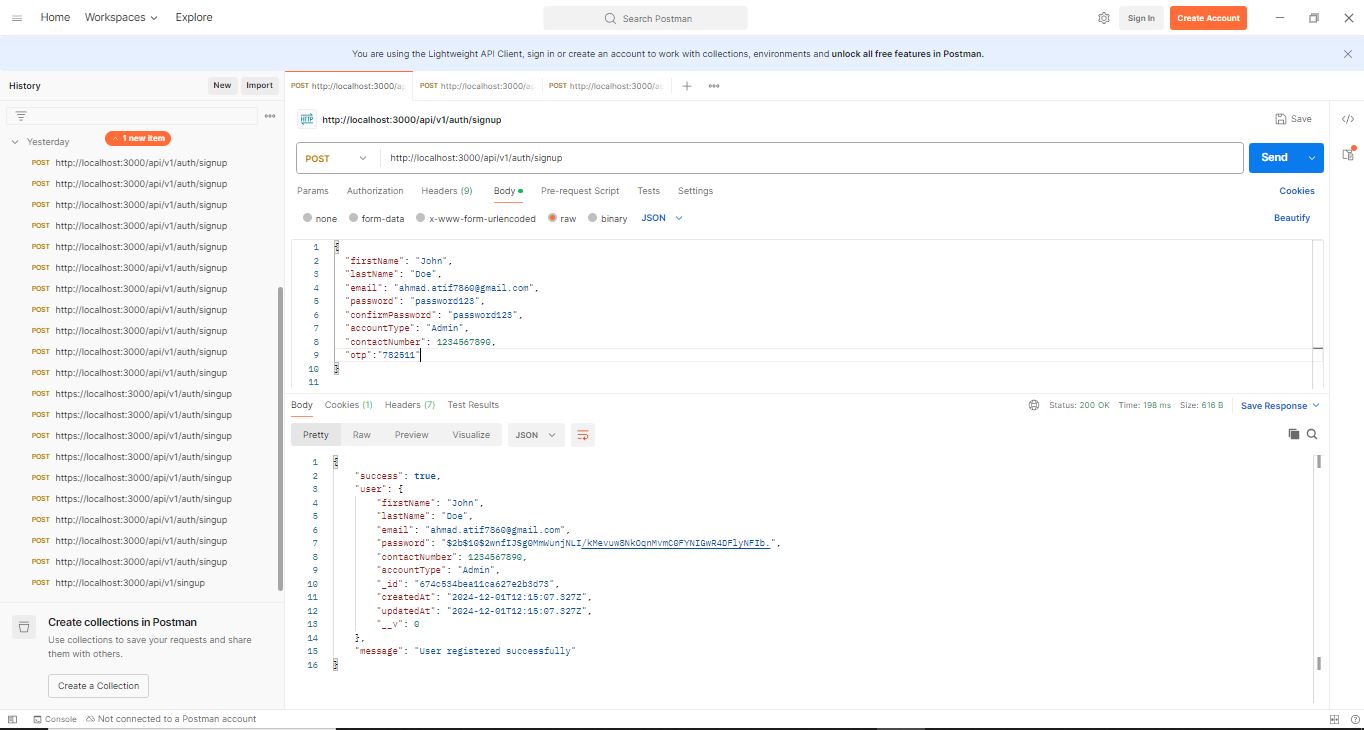 Home Workspaces Explore Search Postman Sign In Create Account
You are using the Lightweight API Client, sign in or create an account to work with collections, environments and unlock all free features in Postman.
History New Import POST http://localhost:3000/a POST http://localhost:3000/a POST http://localhost:3000/a
http://localhost:3000/api/v1/auth/signup Save
Yesterday 1 new item
POST http://localhost:3000/api/v1/auth/signup
POST http://localhost:3000/api/v1/auth/signup
POST http://localhost:3000/api/v1/auth/signup
POST http://localhost:3000/api/v1/auth/signup
POST http://localhost:3000/api/v1/auth/signup
POST http://localhost:3000/api/v1/auth/signup
POST http://localhost:3000/api/v1/auth/signup
POST http://localhost:3000/api/v1/auth/signup
POST http://localhost:3000/api/v1/auth/signup
POST http://localhost:3000/api/v1/auth/signup
POST http://localhost:3000/api/v1/auth/signup
POST https://localhost:3000/api/v1/auth/singup
POST https://localhost:3000/api/v1/auth/singup
POST https://localhost:3000/api/v1/auth/singup
POST https://localhost:3000/api/v1/auth/singup
POST https://localhost:3000/api/v1/auth/singup
POST https://localhost:3000/api/v1/auth/singup
POST http://localhost:3000/api/v1/auth/singup
POST http://localhost:3000/api/v1/auth/singup
POST http://localhost:3000/api/v1/auth/singup
POST http://localhost:3000/api/v1/singup
Create collections in Postman
Use collections to save your requests and share
them with others.
Create a Collection
POST http://localhost:3000/api/v1/auth/signup Send
Params Authorization Headers (9) Body Pre-request Script Tests Settings Cookies
none form-data x-www-form-urlencoded raw binary JSON Beautify
1 {
2 "firstName": "John",
3 "lastName": "Doe",
4 "email": "ahmad.atif7860@gmail.com",
5 "password": "password123",
6 "confirmPassword": "password123",
7 "accountType": "Admin",
8 "contactNumber": 1234567890,
9 "otp":"782511"
10 }
11
Body Cookies (1) Headers (7) Test Results Status: 200 OK Time: 198 ms Size: 616 B Save Response
Pretty Raw Preview Visualize JSON
1 {
2 "success": true,
3 "user": {
4 "firstName": "John",
5 "lastName": "Doe",
6 "email": "ahmad.atif7860@gmail.com",
7 "password": "$2b$10$2wnfIJSg0MmWunjNLI/kMevuw8NkOqnMvmC0FYNIGwR4DFlyNFIb.",
8 "contactNumber": 1234567890,
9 "accountType": "Admin",
10 "_id": "674c534bea11ca627e2b3d73",
11 "createdAt": "2024-12-01T12:15:07.327Z",
12 "updatedAt": "2024-12-01T12:15:07.327Z",
13 "__v": 0
14 },
15 "message": "User registered successfully"
16 }
Console Not connected to a Postman account